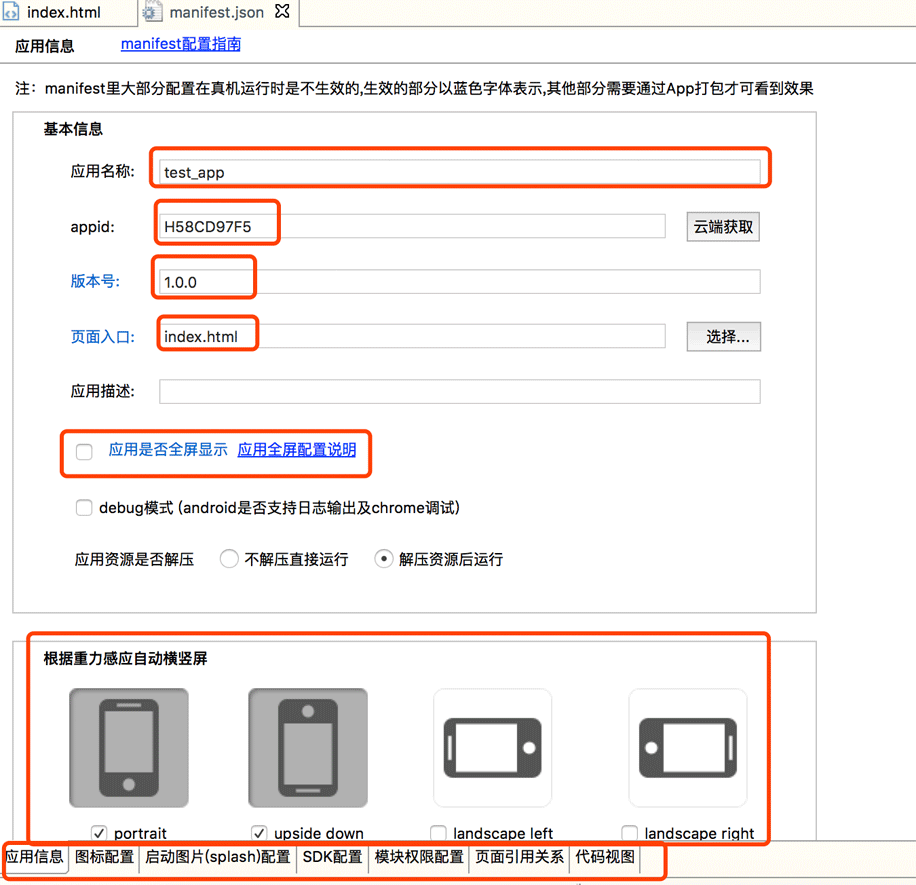 index.html manifest.json
应用信息 manifest配置指南
注：manifest里大部分配置在真机运行时是不生效的,生效的部分以蓝色字体表示,其他部分需要通过App打包才可看到效果
基本信息
应用名称: test_app
appid: H58CD97F5 云端获取
版本号: 1.0.0
页面入口: index.html 选择...
应用描述:
应用是否全屏显示 应用全屏配置说明
debug模式 (android是否支持日志输出及chrome调试)
应用资源是否解压 不解压直接运行 解压资源后运行
根据重力感应自动横竖屏
portrait upside down landscape left landscape right
应用信息 图标配置 启动图片(splash)配置 SDK配置 模块权限配置 页面引用关系 代码视图